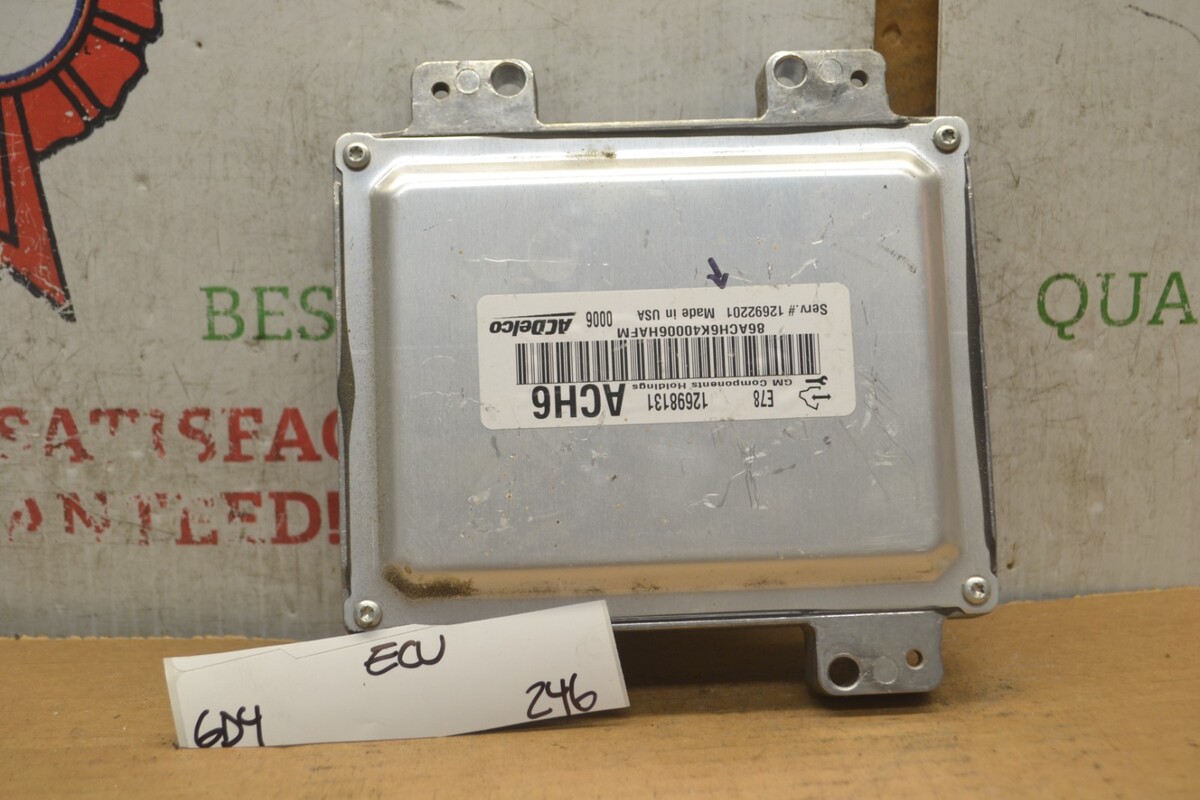 BES
QUA
SATISFAC
ONTEED!
E78 12698131 ACH6
GM Components Holdings
86ACH6K40006HAFM
Serv.# 12692201 Made in USA 0006 ACDelco
ECU
6D4 246